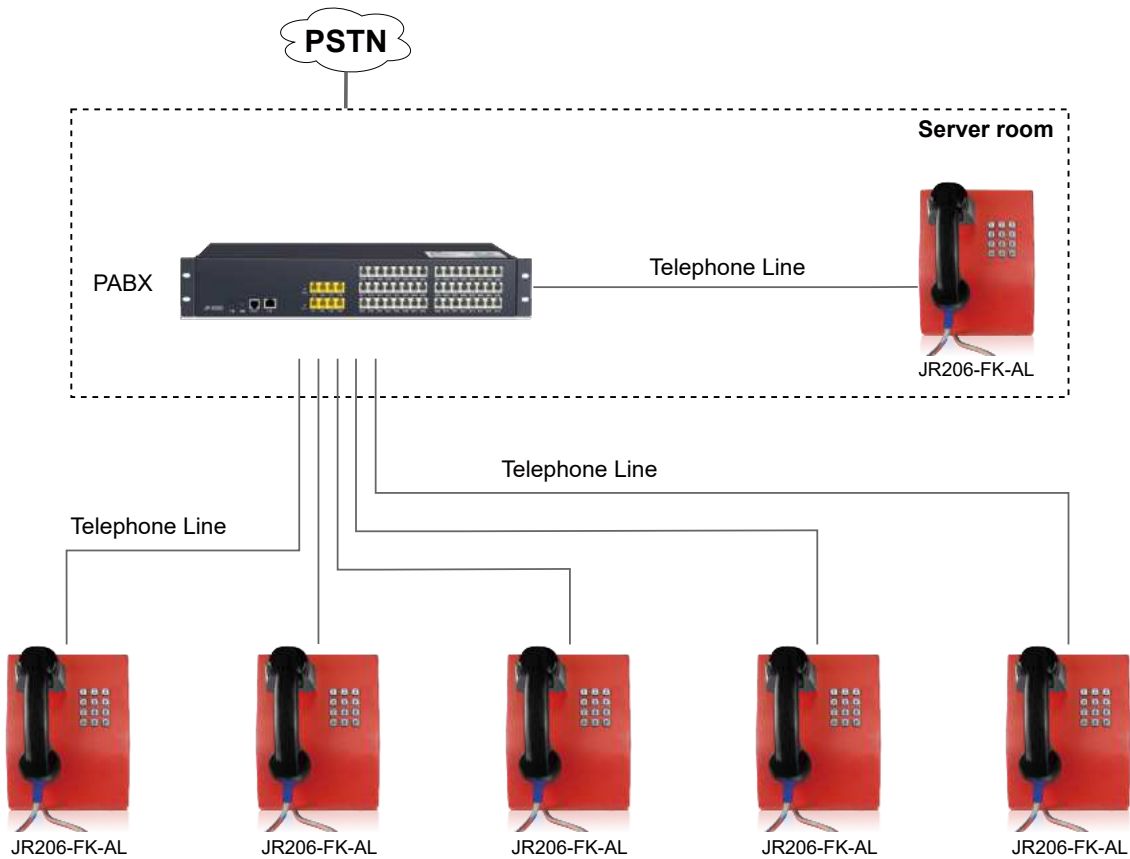 PSTN
Server room
PABX
Telephone Line
JR206-FK-AL
Telephone Line
Telephone Line
JR206-FK-AL
JR206-FK-AL
JR206-FK-AL
JR206-FK-AL
JR206-FK-AL